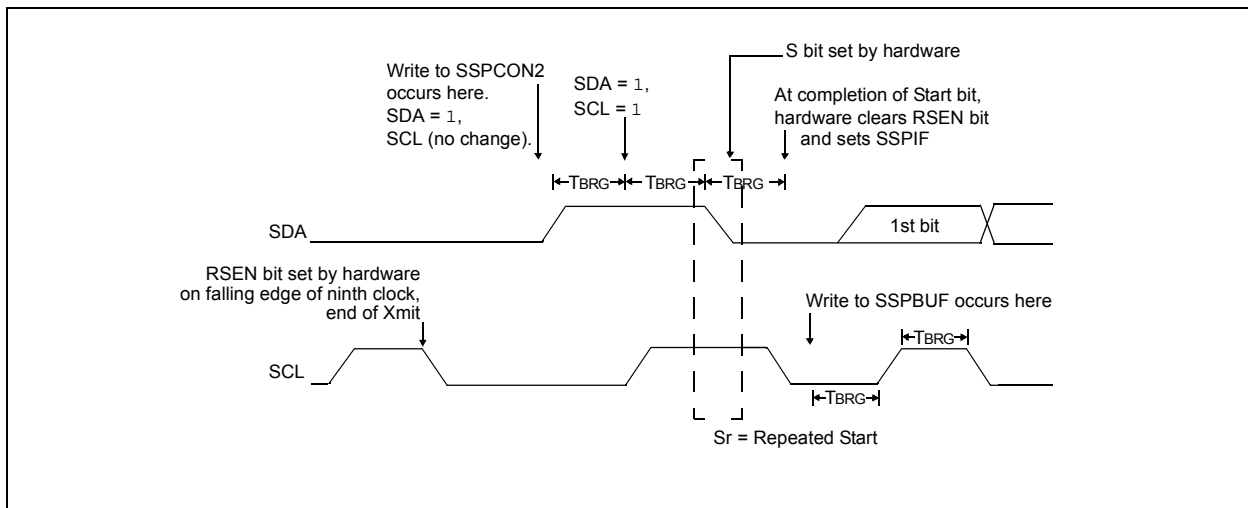 S bit set by hardware
Write to SSPCON2
occurs here.
SDA = 1,
SCL (no change).
SDA = 1,
SCL = 1
At completion of Start bit,
hardware clears RSEN bit
and sets SSPIF
TBRG
TBRG
TBRG
SDA
1st bit
RSEN bit set by hardware
on falling edge of ninth clock,
end of Xmit
Write to SSPBUF occurs here
TBRG
SCL
TBRG
Sr = Repeated Start